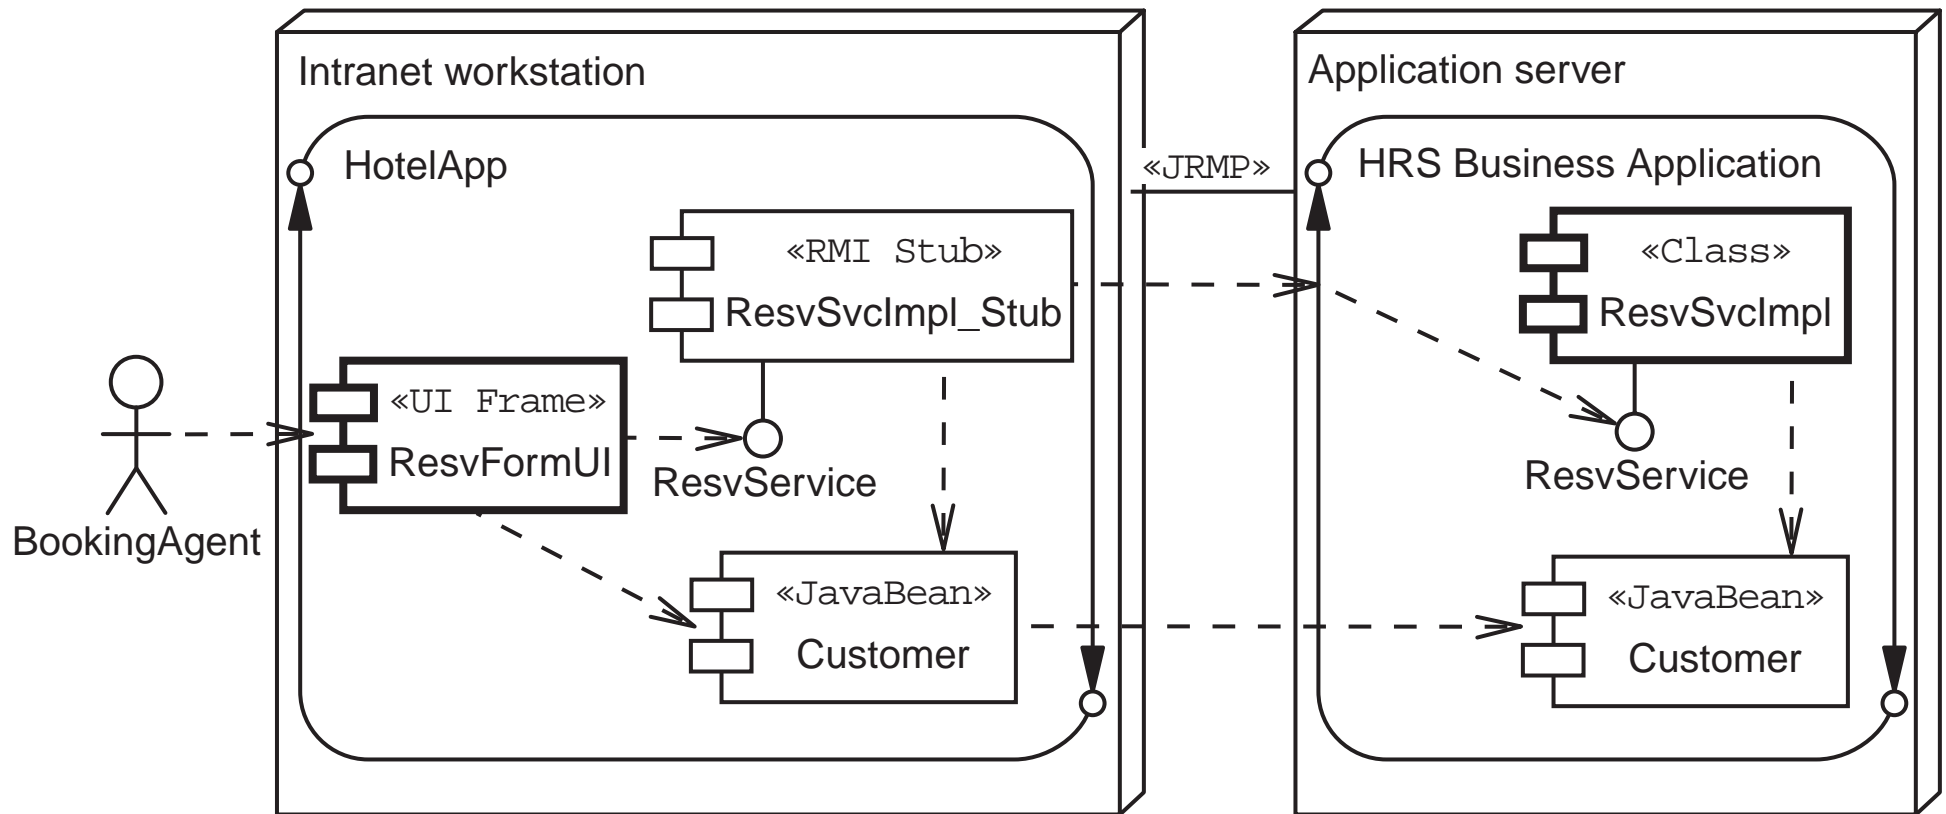 Intranet workstation
Application server
HotelApp
«JRMP»
HRS Business Application
«RMI Stub»
ResvSvcImpl_Stub
«Class»
ResvSvcImpl
«UI Frame»
ResvFormUI
ResvService
ResvService
BookingAgent
«JavaBean»
Customer
«JavaBean»
Customer